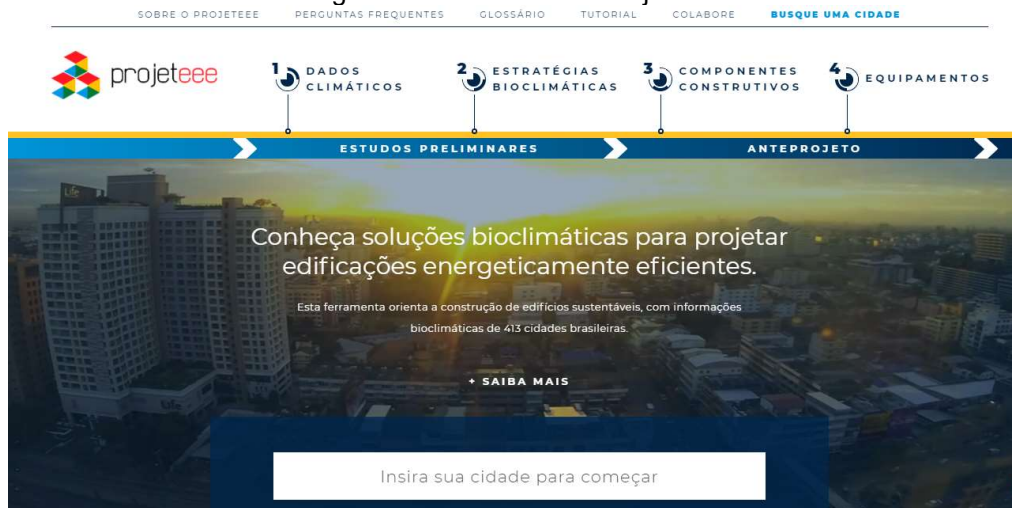 SOBRE O PROJETEEE PERGUNTAS FREQUENTES GLOSSÁRIO TUTORIAL COLABORE BUSQUE UMA CIDADE
projeteee
1 DADOS CLIMÁTICOS
2 ESTRATÉGIAS BIOCLIMÁTICAS
3 COMPONENTES CONSTRUTIVOS
4 EQUIPAMENTOS
ESTUDOS PRELIMINARES ANTEPROJETO
Life
Conheça soluções bioclimáticas para projetar
edificações energeticamente eficientes.
Esta ferramenta orienta a construção de edifícios sustentáveis, com informações
bioclimáticas de 413 cidades brasileiras.
+ SAIBA MAIS
Insira sua cidade para começar